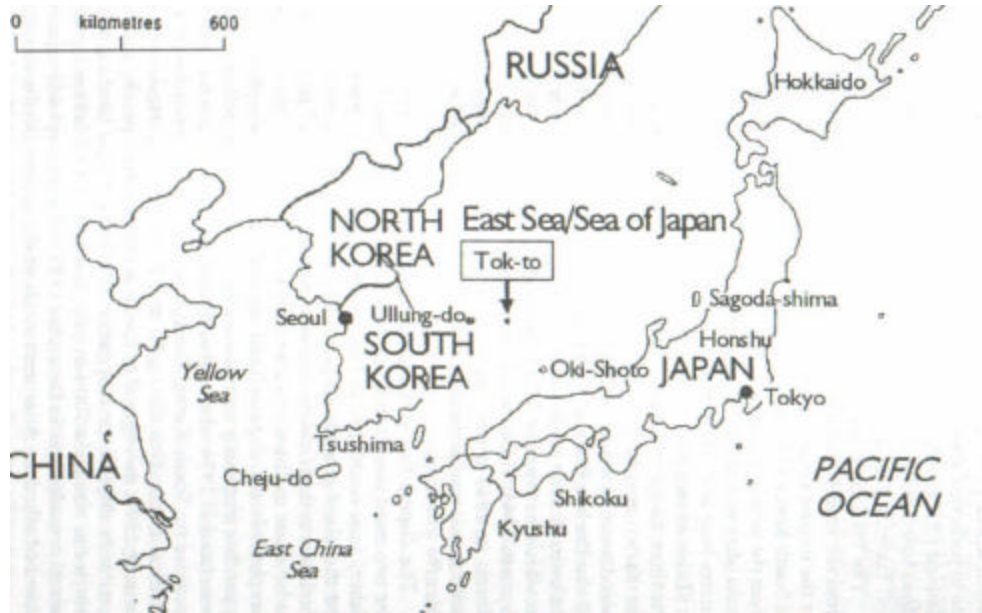 0 kilometres 600
RUSSIA
Hokkaido
NORTH
KOREA
East Sea/Sea of Japan
Tok-to
Sagoda-shima
Seoul
Ullung-do
Honshu
SOUTH
KOREA
Yellow
Sea
Oki-Shoto
JAPAN
Tokyo
Tsushima
CHINA
Cheju-do
PACIFIC
OCEAN
Shikoku
Kyushu
East China
Sea